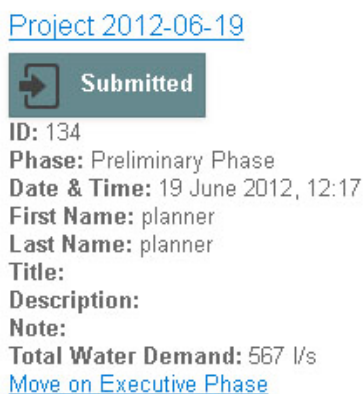 Project 2012-06-19
Submitted
ID: 134
Phase: Preliminary Phase
Date & Time: 19 June 2012, 12:17
First Name: planner
Last Name: planner
Title:
Description:
Note:
Total Water Demand: 567 l/s
Move on Executive Phase